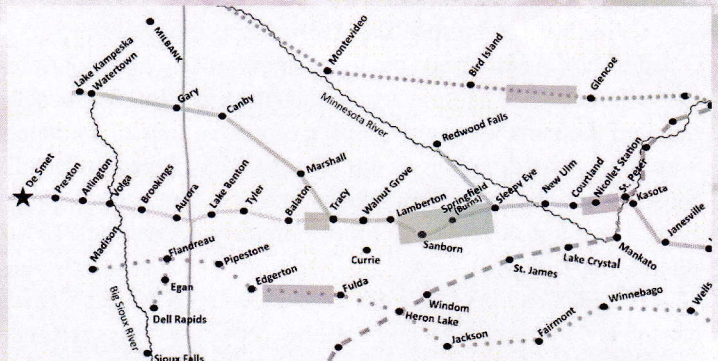 MILBANK
Lake Kampeska
Watertown
Gary
Canby
Montevideo
Bird Island
Glencoe
Minnesota River
Redwood Falls
Marshall
De Smet
Preston
Arlington
Volga
Brookings
Aurora
Lake Benton
Tyler
Balaton
Tracy
Walnut Grove
Lamberton
Sanborn
Springfield
(Burns)
Sleepy Eye
New Ulm
Courtland
Nicollet Station
St. Peter
Kasota
Mankato
Janesville
Currie
Madison
Flandreau
Egan
Dell Rapids
Pipestone
Edgerton
Fulda
Big Sioux River
Sioux Falls
Heron Lake
Windom
St. James
Lake Crystal
Jackson
Fairmont
Winnebago
Wells